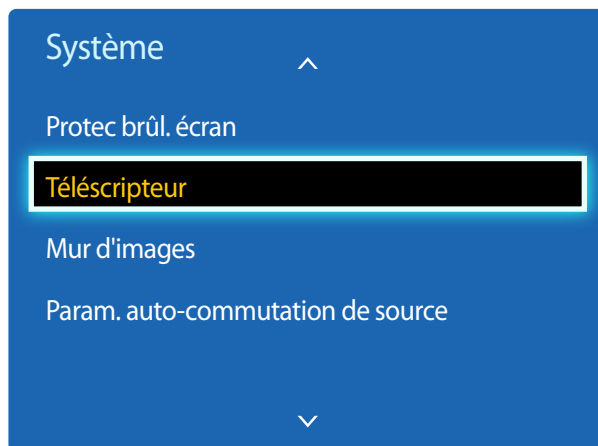 Système
Protec brûl. écran
Téléscripteur
Mur d'images
Param. auto-commutation de source